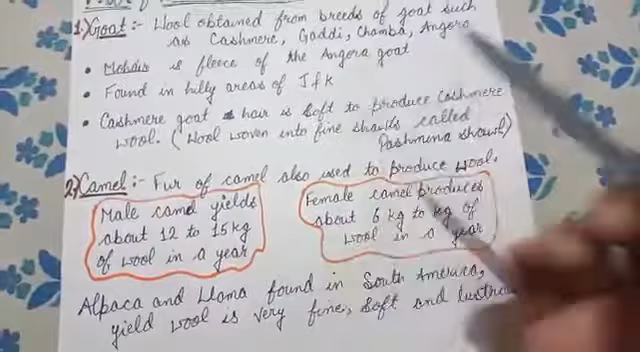 1.) Goat :- Wool obtained from breeds of goat such
as Cashmere, Gaddi, Chamba, Angora
• Mohair is fleece of the Angora goat
• Found in hilly areas of J&K
• Cashmere goat hair is soft to produce Cashmere
wool. (Wool woven into fine shawls called
Pashmina shawl)
2.) Camel :- Fur of camel also used to produce wool.
Male camel yields
about 12 to 15 kg
of wool in a year
Female camel produces
about 6 kg to kg of
wool in a year
Alpaca and Llama found in South America,
yield wool is very fine, soft and